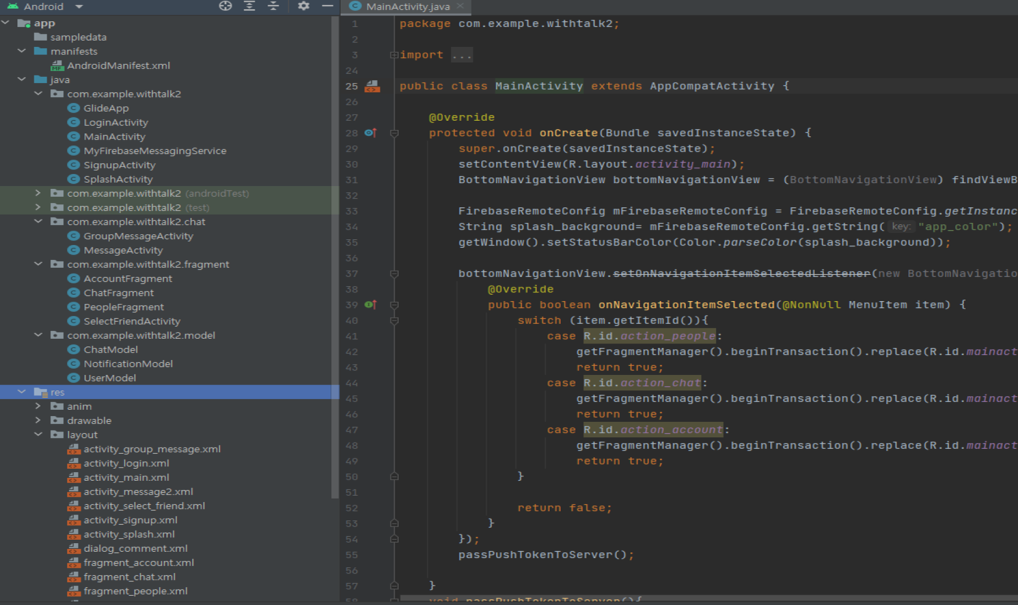 Android
app
sampledata
manifests
AndroidManifest.xml
java
com.example.withtalk2
GlideApp
LoginActivity
MainActivity
MyFirebaseMessagingService
SignupActivity
SplashActivity
com.example.withtalk2 (androidTest)
com.example.withtalk2 (test)
com.example.withtalk2.chat
GroupMessageActivity
MessageActivity
com.example.withtalk2.fragment
AccountFragment
ChatFragment
PeopleFragment
SelectFriendActivity
com.example.withtalk2.model
ChatModel
NotificationModel
UserModel
res
anim
drawable
layout
activity_group_message.xml
activity_login.xml
activity_main.xml
activity_message2.xml
activity_select_friend.xml
activity_signup.xml
activity_splash.xml
dialog_comment.xml
fragment_account.xml
fragment_chat.xml
fragment_people.xml
MainActivity.java
1 package com.example.withtalk2;
2
3 import ...
24
25 public class MainActivity extends AppCompatActivity {
26
27 @Override
28 protected void onCreate(Bundle savedInstanceState) {
29 super.onCreate(savedInstanceState);
30 setContentView(R.layout.activity_main);
31 BottomNavigationView bottomNavigationView = (BottomNavigationView) findViewB
32
33 FirebaseRemoteConfig mFirebaseRemoteConfig = FirebaseRemoteConfig.getInstanc
34 String splash_background= mFirebaseRemoteConfig.getString( key: "app_color");
35 getWindow().setStatusBarColor(Color.parseColor(splash_background));
36
37 bottomNavigationView.setOnNavigationItemSelectedListener(new BottomNavigatio
38 @Override
39 public boolean onNavigationItemSelected(@NonNull MenuItem item) {
40 switch (item.getItemId()){
41 case R.id.action_people:
42 getFragmentManager().beginTransaction().replace(R.id.mainact
43 return true;
44 case R.id.action_chat:
45 getFragmentManager().beginTransaction().replace(R.id.mainact
46 return true;
47 case R.id.action_account:
48 getFragmentManager().beginTransaction().replace(R.id.mainact
49 return true;
50 }
51
52 return false;
53 }
54 });
55 passPushTokenToServer();
56
57 }
58 void passPushTokenToServer(){